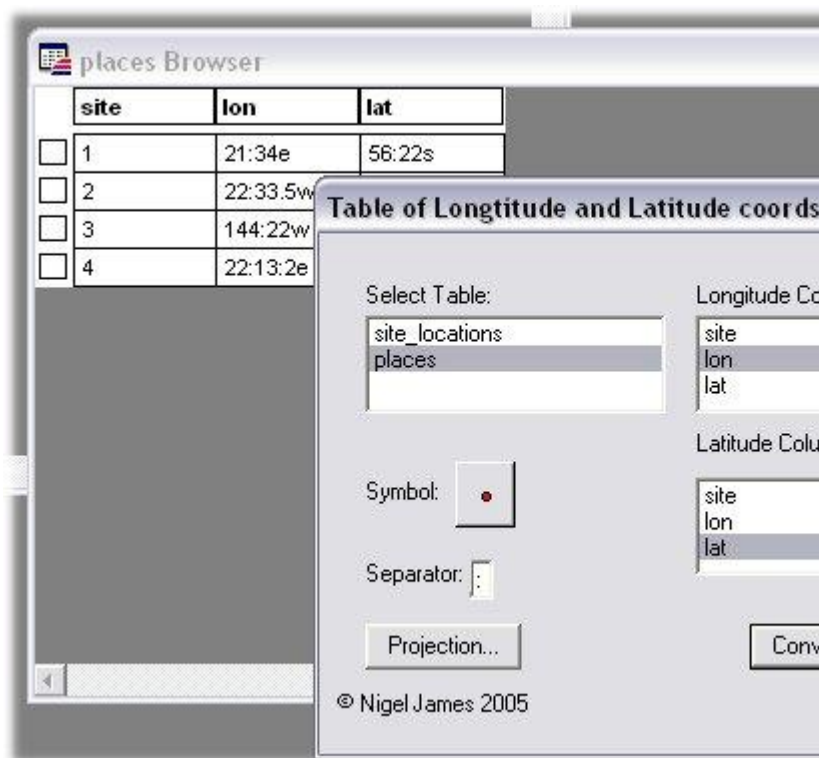 places Browser
site lon lat
1 21:34e 56:22s
2 22:33.5w
3 144:22w
4 22:13:2e
Table of Longtitude and Latitude coords
Select Table:
site_locations
places
Longitude Co
site
lon
lat
Latitude Colu
site
lon
lat
Symbol:
Separator: :
Projection...
Conv
© Nigel James 2005